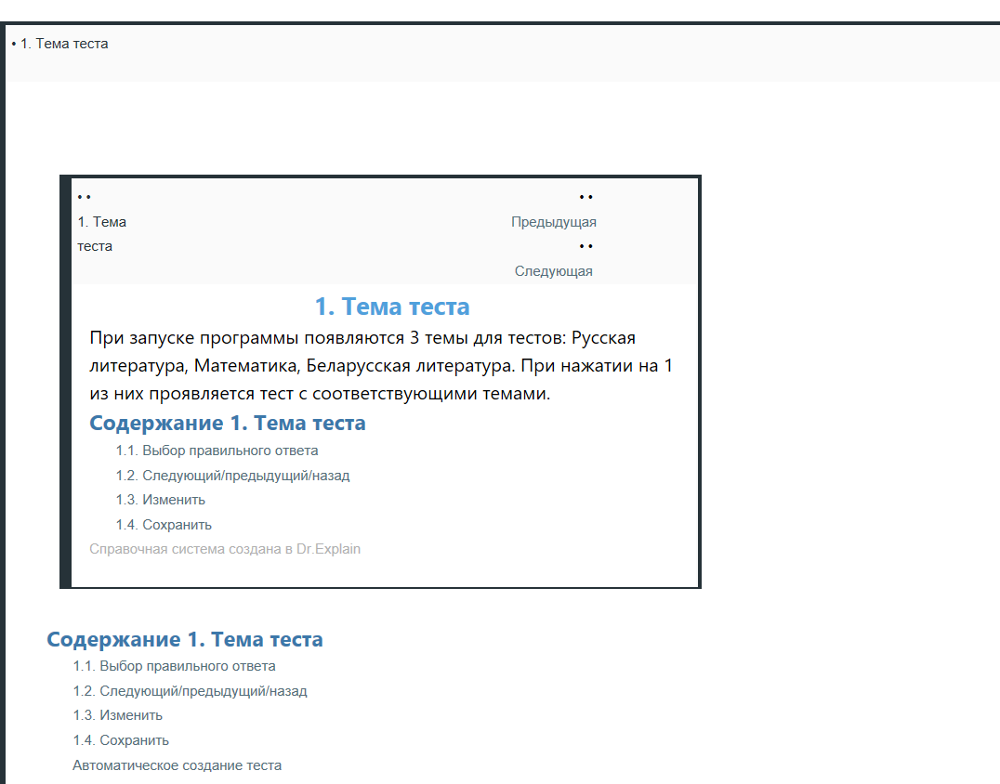 • 1. Тема теста
• •
• •
1. Тема
Предыдущая
теста
• •
Следующая
1. Тема теста
При запуске программы появляются 3 темы для тестов: Русская
литература, Математика, Беларусская литература. При нажатии на 1
из них проявляется тест с соответствующими темами.
Содержание 1. Тема теста
1.1. Выбор правильного ответа
1.2. Следующий/предыдущий/назад
1.3. Изменить
1.4. Сохранить
Справочная система создана в Dr.Explain
Содержание 1. Тема теста
1.1. Выбор правильного ответа
1.2. Следующий/предыдущий/назад
1.3. Изменить
1.4. Сохранить
Автоматическое создание теста